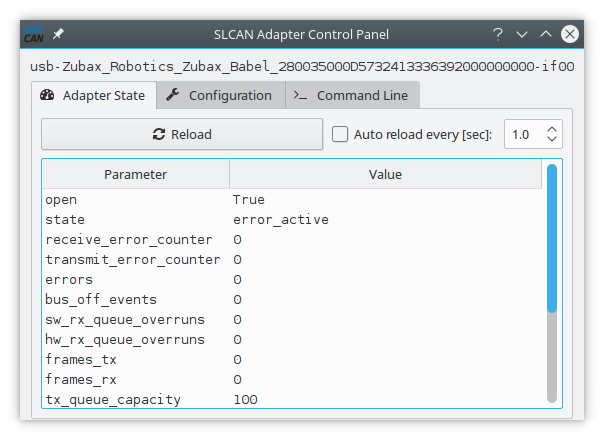 CAN SLCAN Adapter Control Panel ?
usb-Zubax_Robotics_Zubax_Babel_280035000D5732413336392000000000-if00
Adapter State Configuration >_ Command Line
Reload Auto reload every [sec]: 1.0
Parameter Value
open True
state error_active
receive_error_counter 0
transmit_error_counter 0
errors 0
bus_off_events 0
sw_rx_queue_overruns 0
hw_rx_queue_overruns 0
frames_tx 0
frames_rx 0
tx_queue_capacity 100